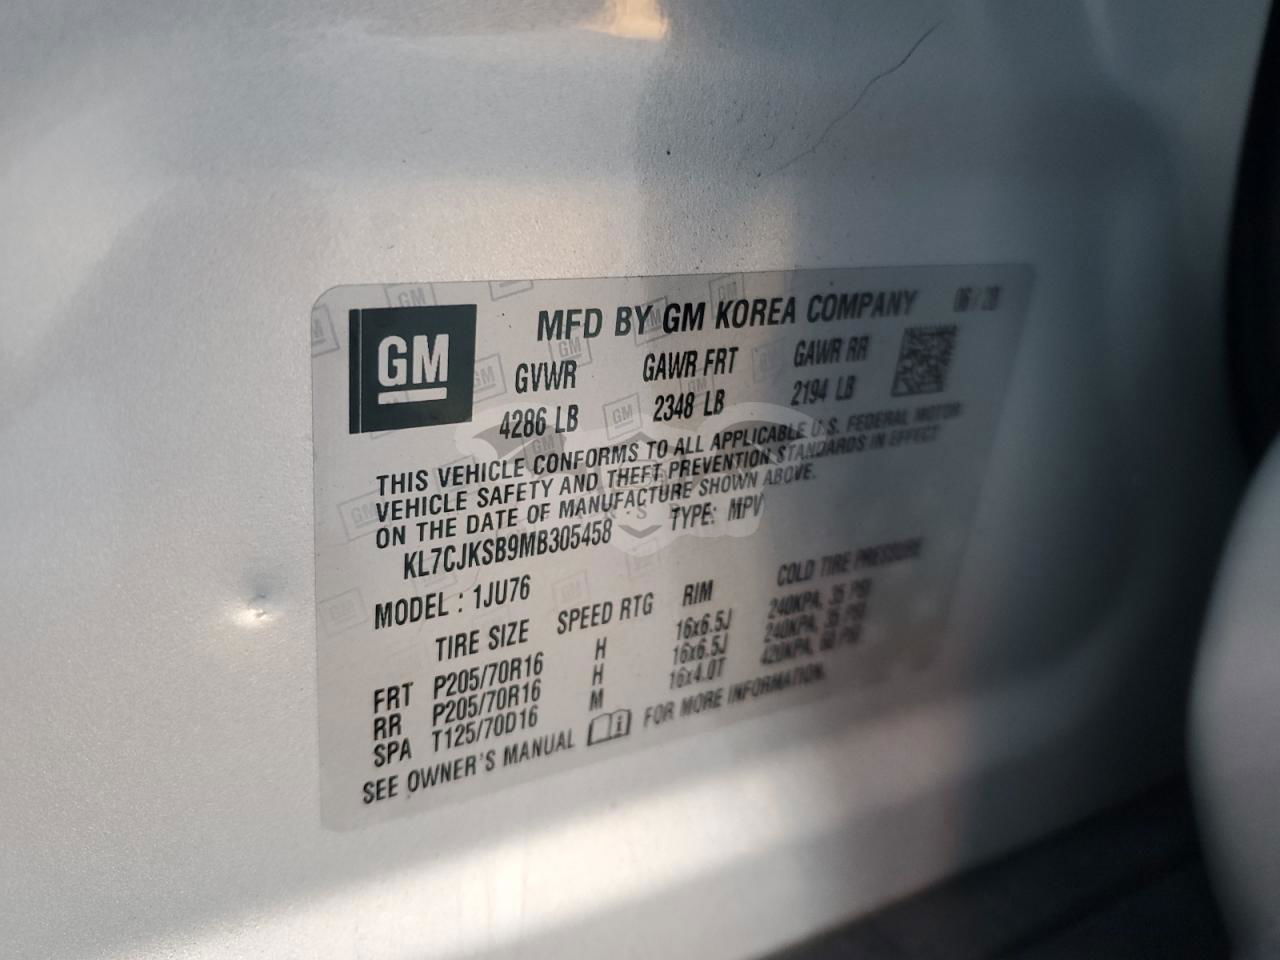 GM
MFD BY GM KOREA COMPANY 06 / 20
GVWR GAWR FRT GAWR RR
4286 LB 2348 LB 2194 LB
THIS VEHICLE CONFORMS TO ALL APPLICABLE U.S. FEDERAL MOTOR
VEHICLE SAFETY AND THEFT PREVENTION STANDARDS IN EFFECT
ON THE DATE OF MANUFACTURE SHOWN ABOVE.
KL7CJKSB9MB305458 TYPE: MPV
MODEL : 1JU76
TIRE SIZE SPEED RTG RIM COLD TIRE PRESSURE
FRT P205/70R16 H 16x6.5J 240KPA, 35 PSI
RR P205/70R16 H 16x6.5J 240KPA, 35 PSI
SPA T125/70D16 M 16x4.0T 420KPA, 60 PSI
SEE OWNER'S MANUAL FOR MORE INFORMATION.